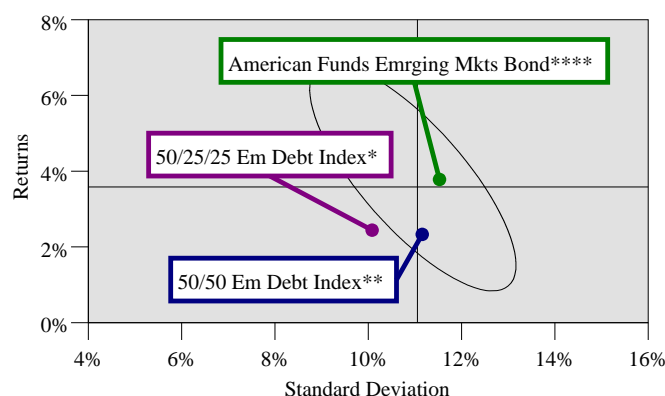 8%
American Funds Emrging Mkts Bond****
6%
Returns
50/25/25 Em Debt Index*
4%
2%
50/50 Em Debt Index**
0%
4% 6% 8% 10% 12% 14% 16%
Standard Deviation